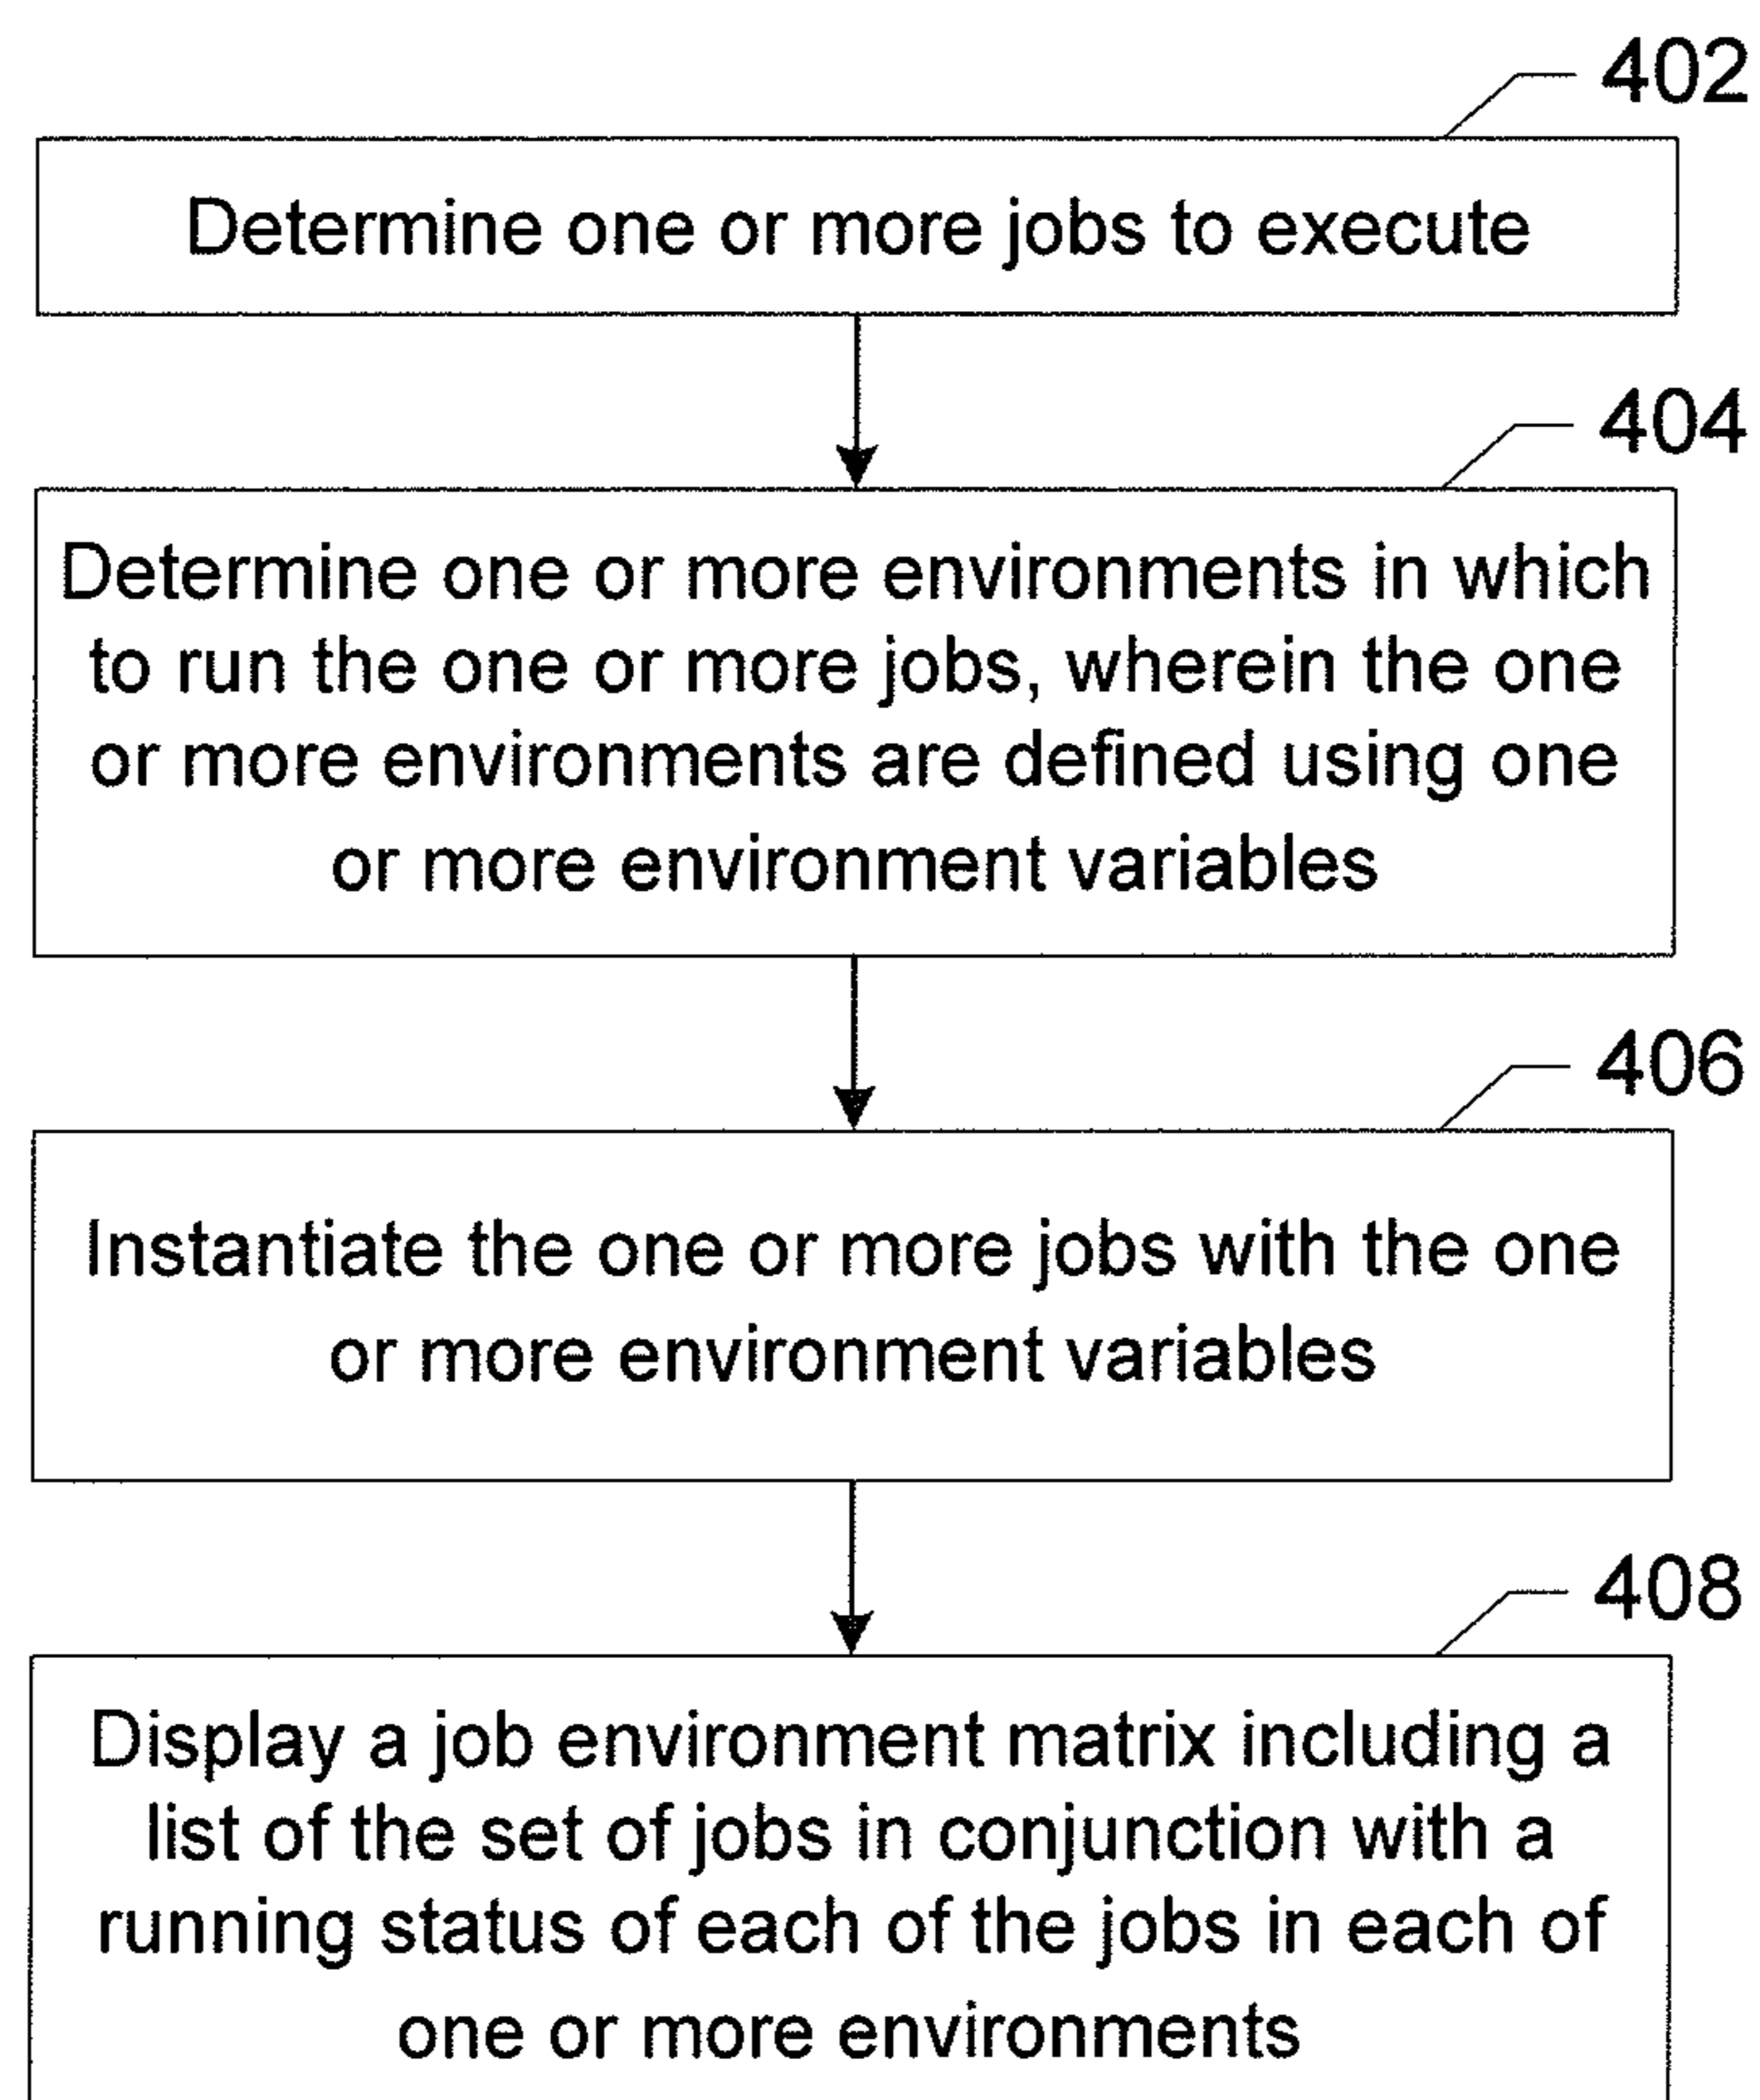 402
Determine one or more jobs to execute
404
Determine one or more environments in which
to run the one or more jobs, wherein the one
or more environments are defined using one
or more environment variables
406
Instantiate the one or more jobs with the one
or more environment variables
408
Display a job environment matrix including a
list of the set of jobs in conjunction with a
running status of each of the jobs in each of
one or more environments